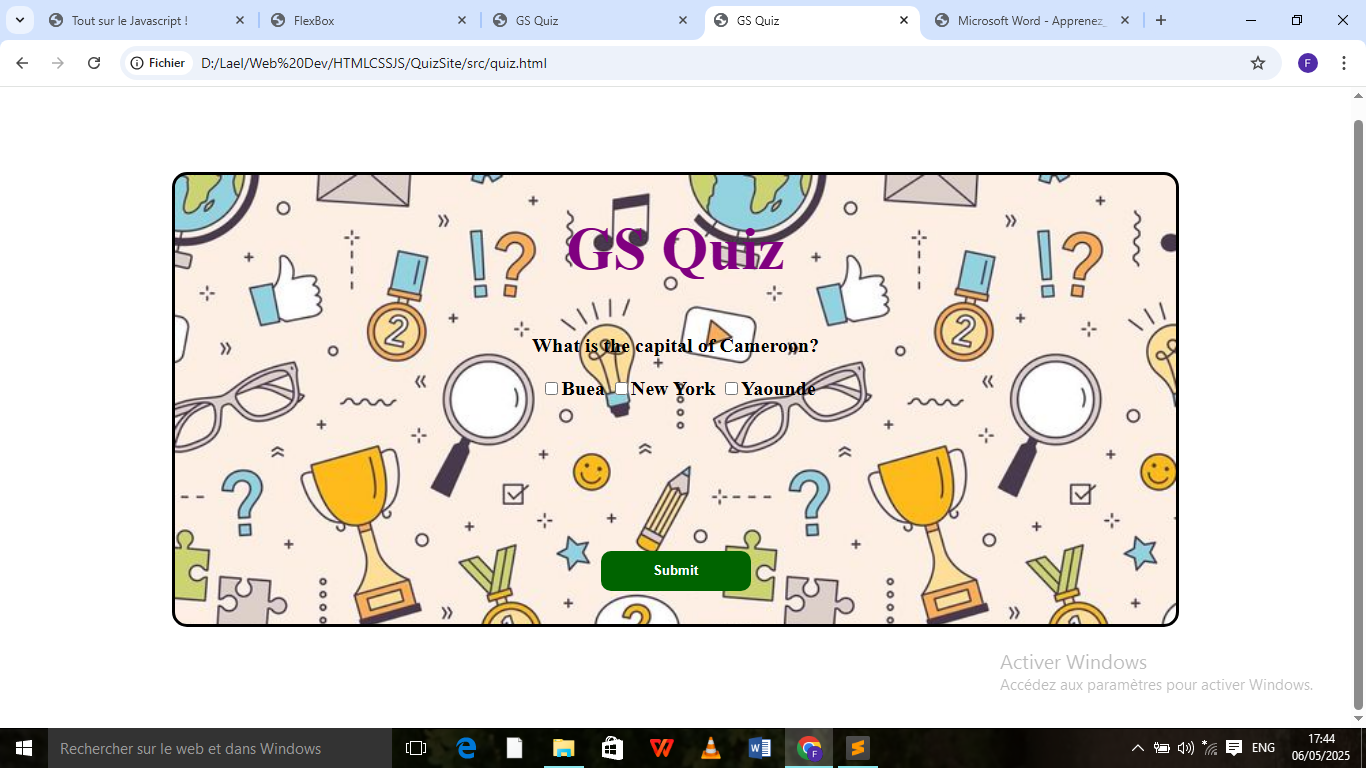 Tout sur le Javascript !
FlexBox
GS Quiz
GS Quiz
Microsoft Word - Apprenez_
Fichier
D:/Lael/Web%20Dev/HTMLCSSJS/QuizSite/src/quiz.html
F
GS Quiz
What is the capital of Cameroon?
Buea New York Yaounde
Submit
Activer Windows
Accédez aux paramètres pour activer Windows.
Rechercher sur le web et dans Windows
ENG
17:44
06/05/2025